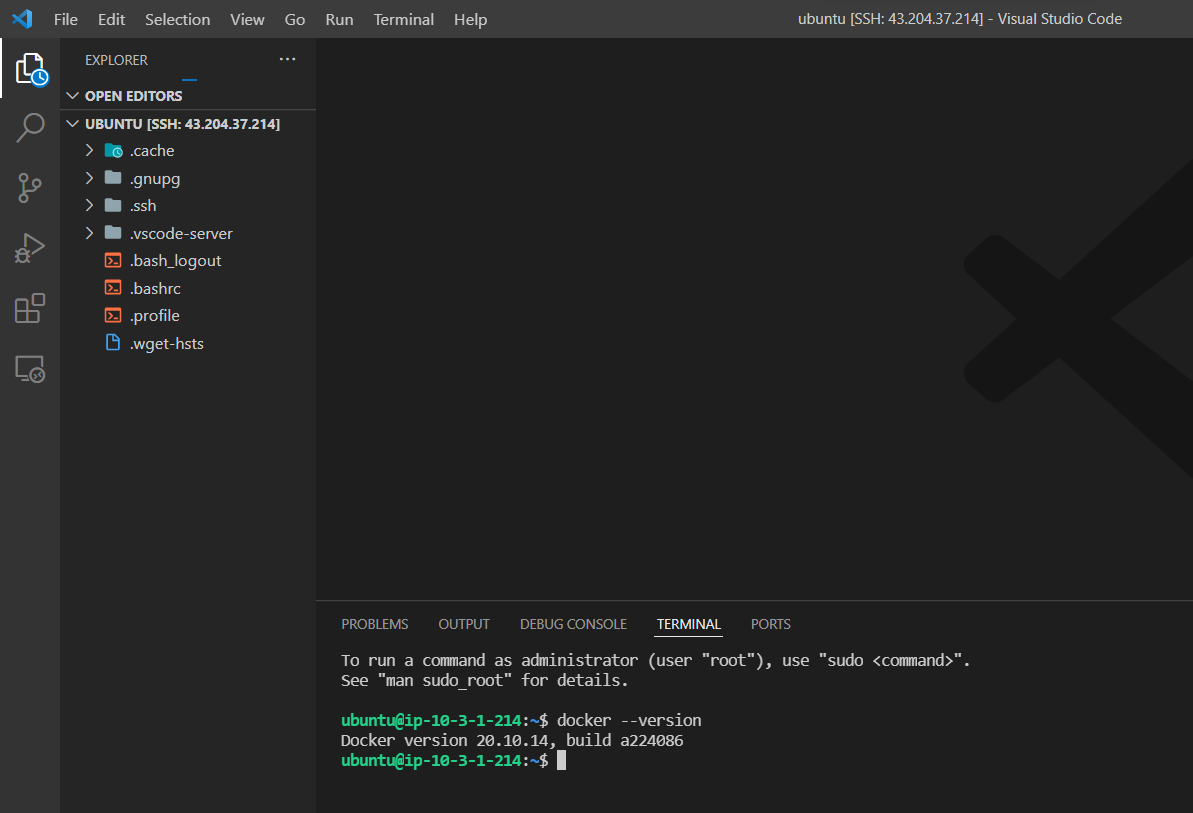 File Edit Selection View Go Run Terminal Help
ubuntu [SSH: 43.204.37.214] - Visual Studio Code
EXPLORER
OPEN EDITORS
UBUNTU [SSH: 43.204.37.214]
.cache
.gnupg
.ssh
.vscode-server
.bash_logout
.bashrc
.profile
.wget-hsts
PROBLEMS OUTPUT DEBUG CONSOLE TERMINAL PORTS
To run a command as administrator (user "root"), use "sudo <command>".
See "man sudo_root" for details.
ubuntu@ip-10-3-1-214:~$ docker --version
Docker version 20.10.14, build a224086
ubuntu@ip-10-3-1-214:~$